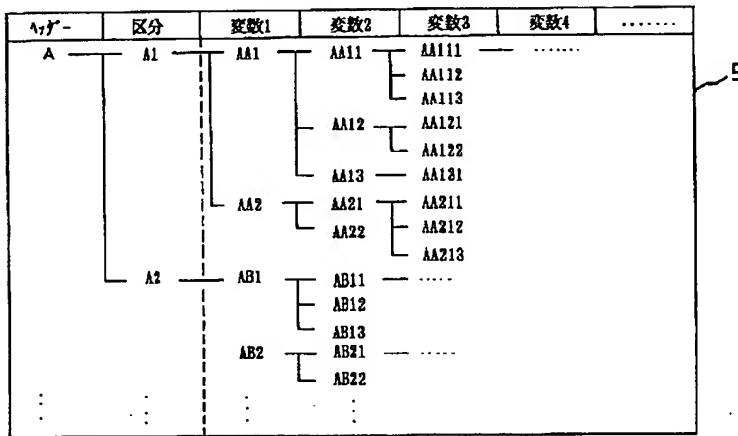 ヘッダー 区分 変数1 変数2 変数3 変数4 .......
A A1 AA1 AA11 AA111 ......
AA112
AA113
AA12 AA121
AA122
AA13 AA131
AA2 AA21 AA211
AA22 AA212
AA213
A2 AB1 AB11 .....
AB12
AB13
AB2 AB21 .....
AB22